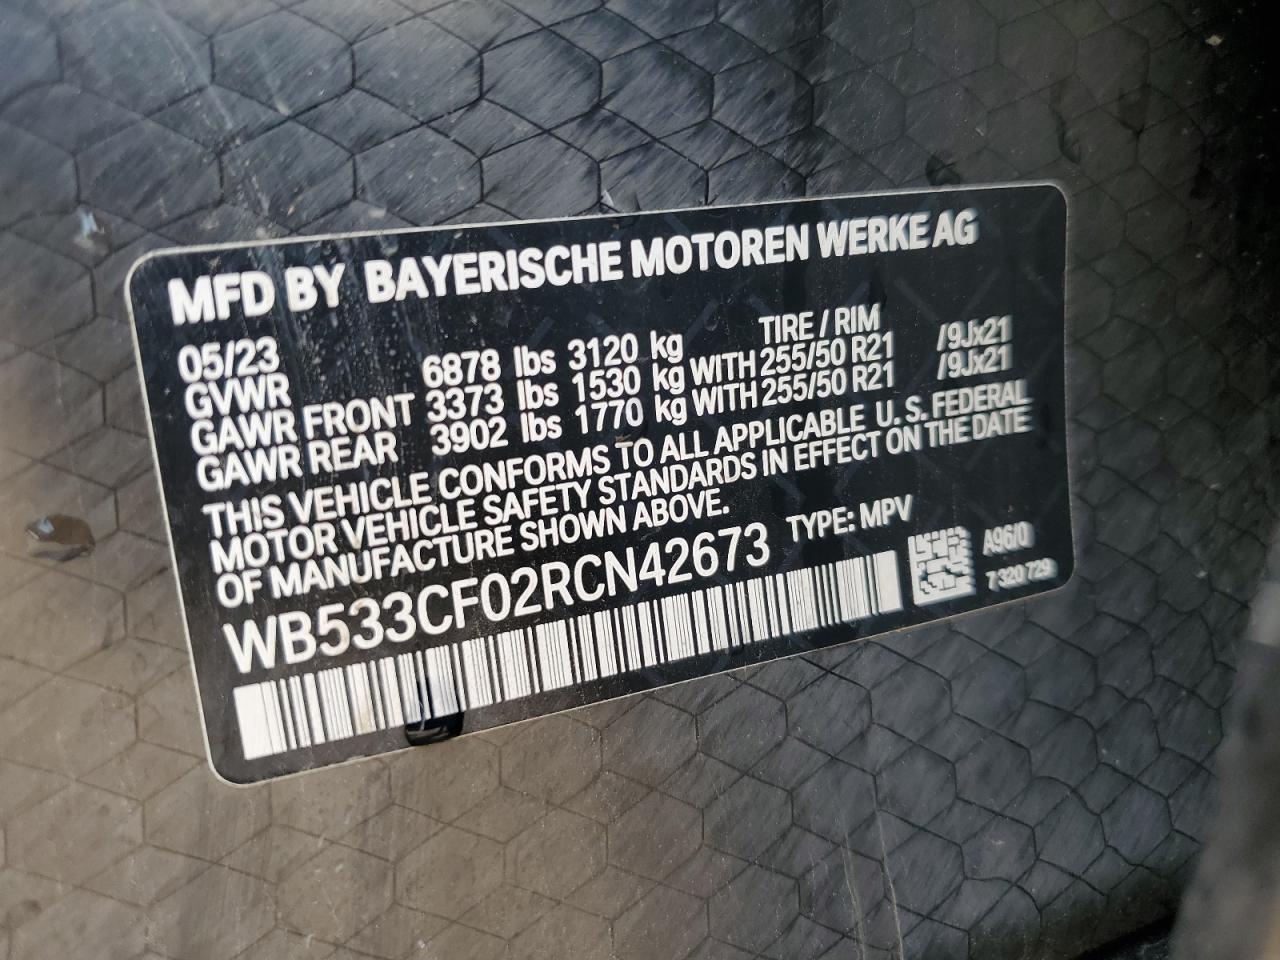 MFD BY BAYERISCHE MOTOREN WERKE AG
05/23 TIRE / RIM
GVWR 6878 lbs 3120 kg
GAWR FRONT 3373 lbs 1530 kg WITH 255/50 R21 /9Jx21
GAWR REAR 3902 lbs 1770 kg WITH 255/50 R21 /9Jx21
THIS VEHICLE CONFORMS TO ALL APPLICABLE U. S. FEDERAL
MOTOR VEHICLE SAFETY STANDARDS IN EFFECT ON THE DATE
OF MANUFACTURE SHOWN ABOVE.
WB533CF02RCN42673 TYPE: MPV
A96/0
7 320 729